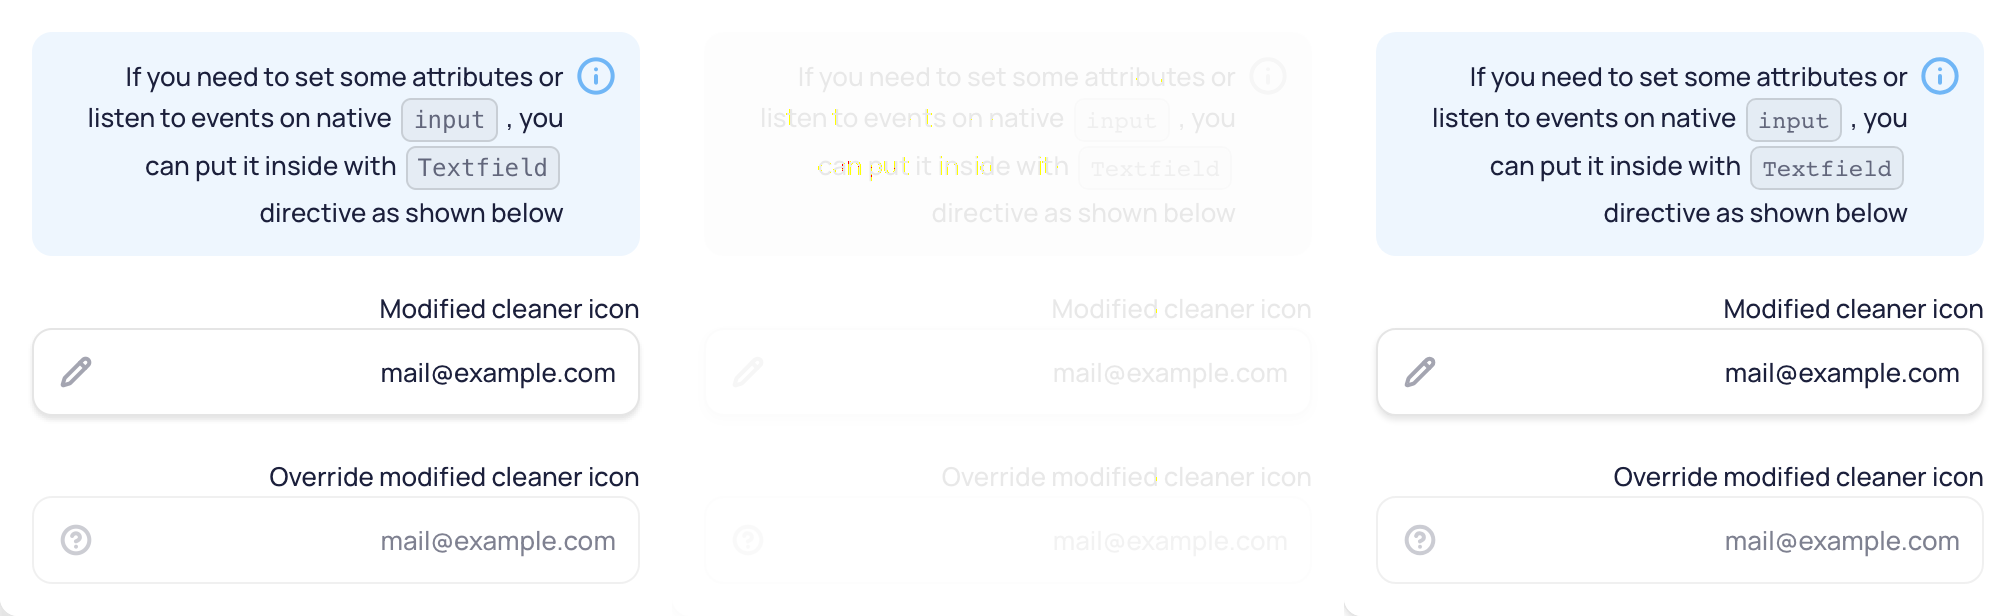 If you need to set some attributes or
listen to events on native input , you
can put it inside with Textfield
directive as shown below
Modified cleaner icon
mail@example.com
Override modified cleaner icon
mail@example.com
If you need to set some attributes or
listen to events on native input , you
can put it inside with Textfield
directive as shown below
Modified cleaner icon
mail@example.com
Override modified cleaner icon
mail@example.com
If you need to set some attributes or
listen to events on native input , you
can put it inside with Textfield
directive as shown below
Modified cleaner icon
mail@example.com
Override modified cleaner icon
mail@example.com